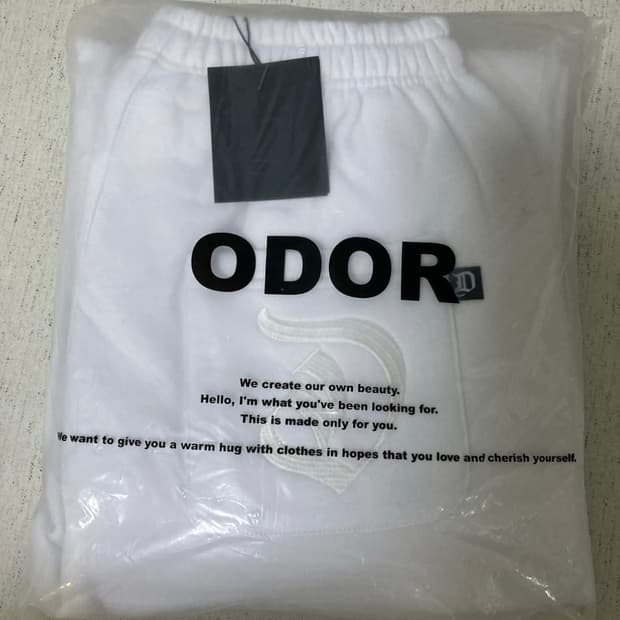 ODOR
D
D
We create our own beauty.
Hello, I'm what you've been looking for.
This is made only for you.
We want to give you a warm hug with clothes in hopes that you love and cherish yourself.